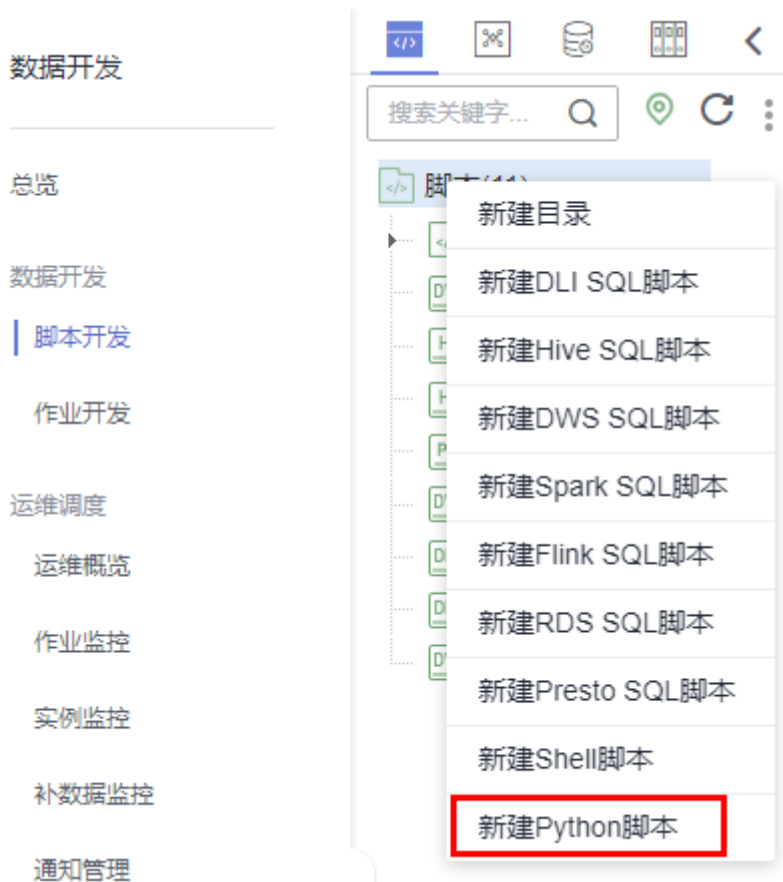 数据开发
总览
数据开发
脚本开发
作业开发
运维调度
运维概览
作业监控
实例监控
补数据监控
通知管理
搜索关键字...
新建目录
新建DLI SQL脚本
新建Hive SQL脚本
新建DWS SQL脚本
新建Spark SQL脚本
新建Flink SQL脚本
新建RDS SQL脚本
新建Presto SQL脚本
新建Shell脚本
新建Python脚本